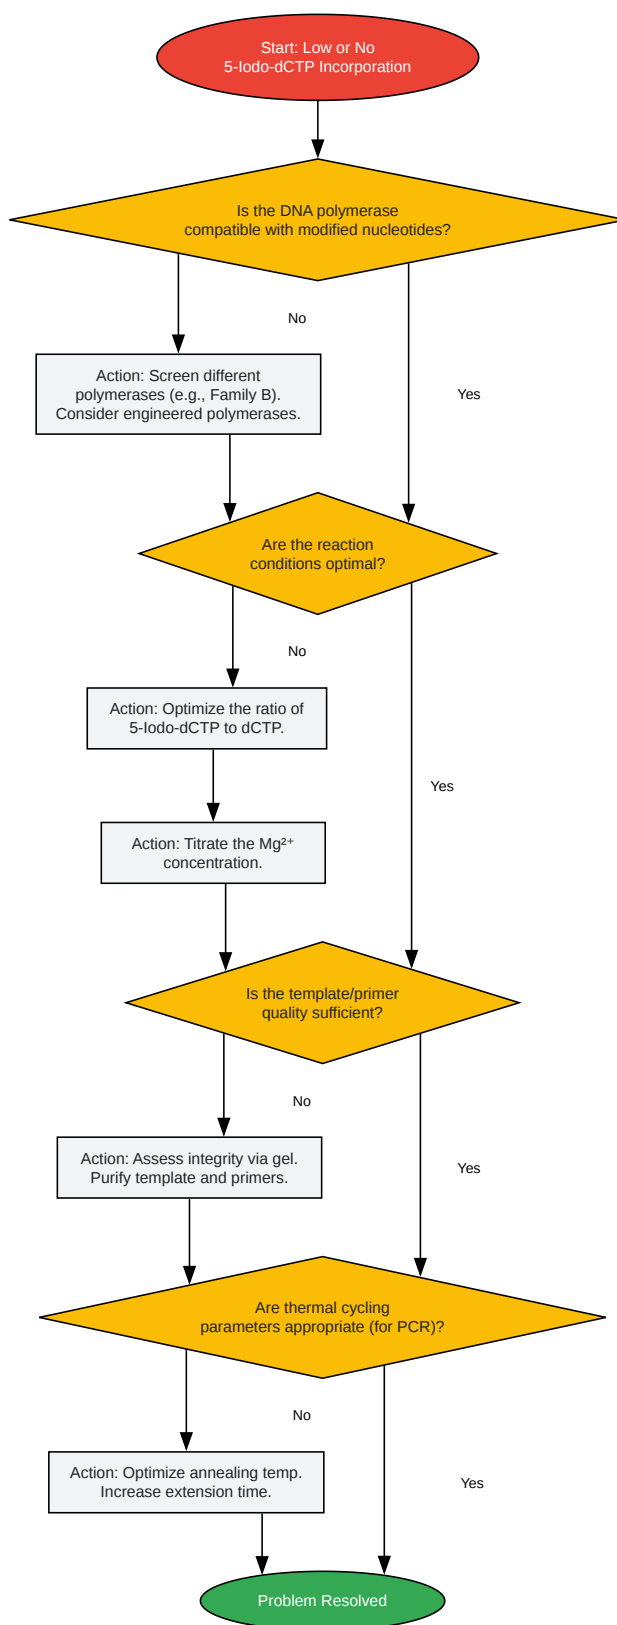 Start: Low or No
5-Iodo-dCTP Incorporation
Is the DNA polymerase
compatible with modified nucleotides?
No
Action: Screen different
polymerases (e.g., Family B).
Consider engineered polymerases.
Yes
Are the reaction
conditions optimal?
No
Action: Optimize the ratio of
5-Iodo-dCTP to dCTP.
Yes
Action: Titrate the Mg²⁺
concentration.
Is the template/primer
quality sufficient?
No
Action: Assess integrity via gel.
Purify template and primers.
Yes
Are thermal cycling
parameters appropriate (for PCR)?
No
Action: Optimize annealing temp.
Increase extension time.
Yes
Problem Resolved